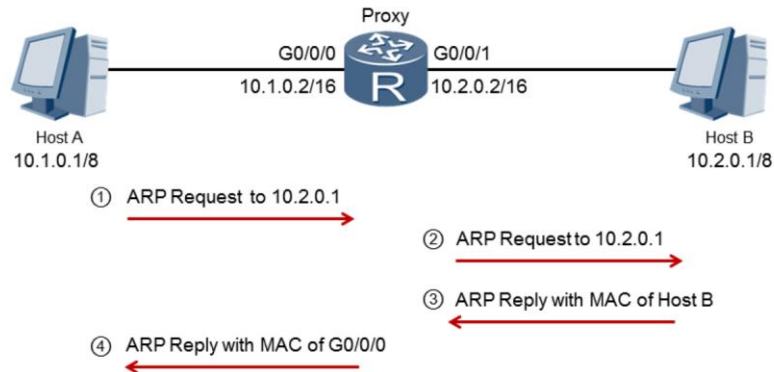 Proxy
G0/0/0
G0/0/1
10.1.0.2/16
R
10.2.0.2/16
Host A
10.1.0.1/8
Host B
10.2.0.1/8
① ARP Request to 10.2.0.1
② ARP Request to 10.2.0.1
③ ARP Reply with MAC of Host B
④ ARP Reply with MAC of G0/0/0